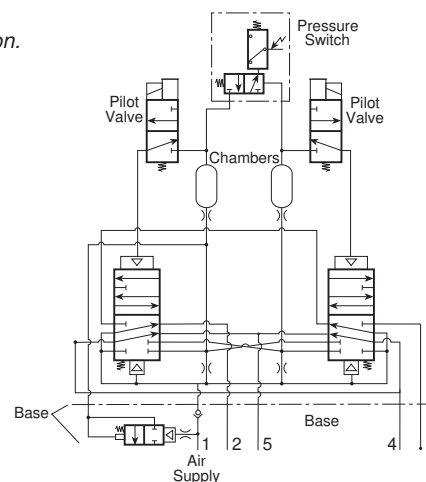 on.
Pressure
Switch
Pilot
Valve
Pilot
Valve
Chambers
Base
Base
1 2 5 4
Air
Supply